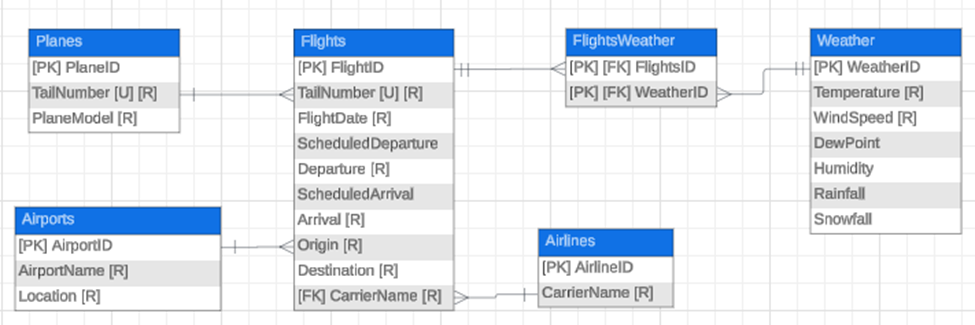 Planes
[PK] PlaneID
TailNumber [U] [R]
PlaneModel [R]
Flights
[PK] FlightID
TailNumber [U] [R]
FlightDate [R]
ScheduledDeparture
Departure [R]
ScheduledArrival
Arrival [R]
Origin [R]
Destination [R]
[FK] CarrierName [R]
FlightsWeather
[PK] [FK] FlightsID
[PK] [FK] WeatherID
Weather
[PK] WeatherID
Temperature [R]
WindSpeed [R]
DewPoint
Humidity
Rainfall
Snowfall
Airports
[PK] AirportID
AirportName [R]
Location [R]
Airlines
[PK] AirlineID
CarrierName [R]